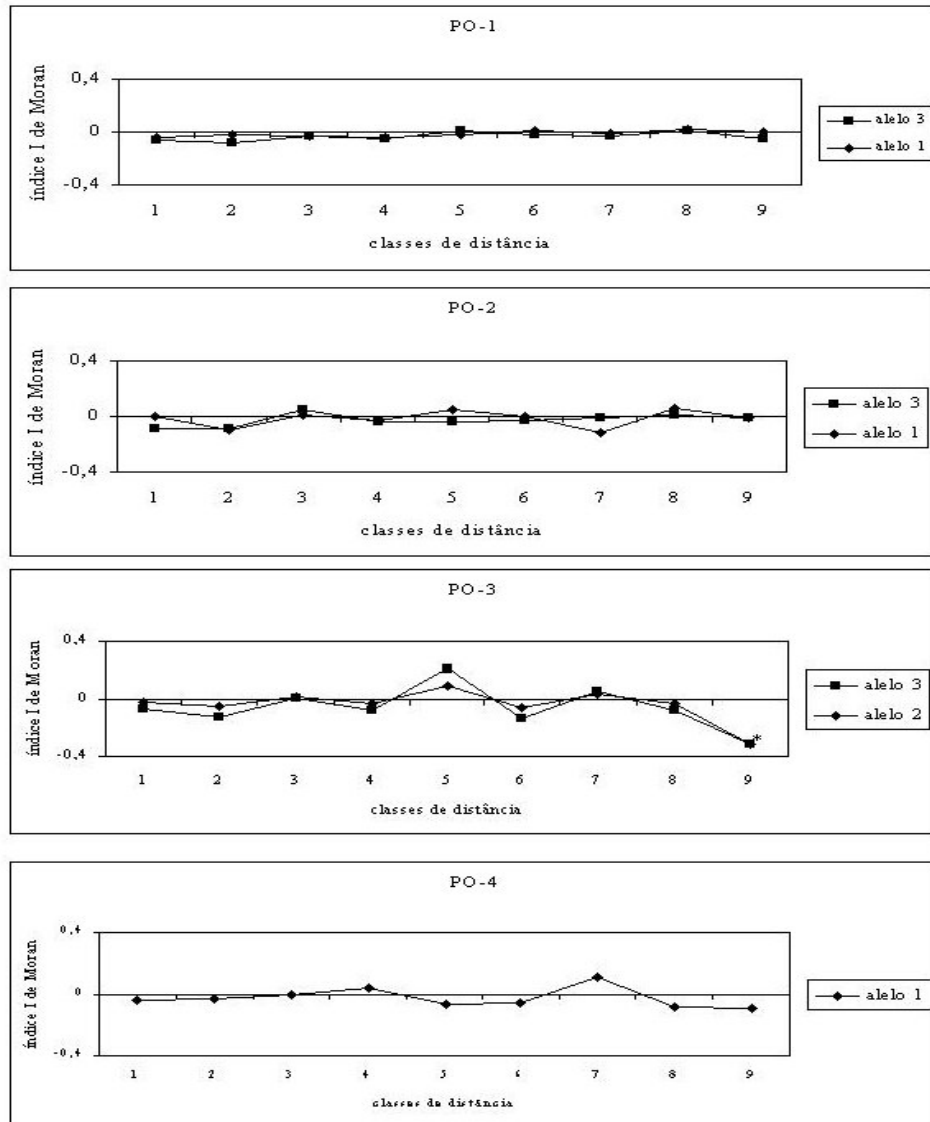 PO-1
índice I de Moran
0,4
0
-0,4
1 2 3 4 5 6 7 8 9
classes de distância
alelo 3
alelo 1
PO-2
índice I de Moran
0,4
0
-0,4
1 2 3 4 5 6 7 8 9
classes de distância
alelo 3
alelo 1
PO-3
índice I de Moran
0,4
0
-0,4
*
1 2 3 4 5 6 7 8 9
classes de distância
alelo 3
alelo 2
PO-4
índice I de Moran
0,4
0
-0,4
1 2 3 4 5 6 7 8 9
classes de distância
alelo 1